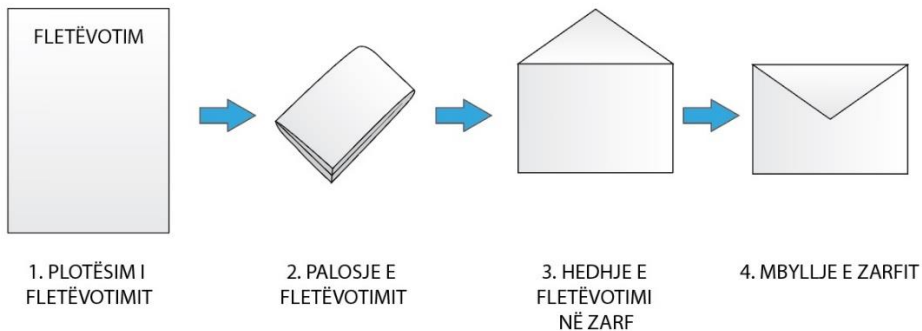 FLETËVOTIM
1. PLOTËSIM I
FLETËVOTIMIT
2. PALOSJE E
FLETËVOTIMIT
3. HEDHJE E
FLETËVOTIMI
NË ZARF
4. MBYLLJE E ZARFIT